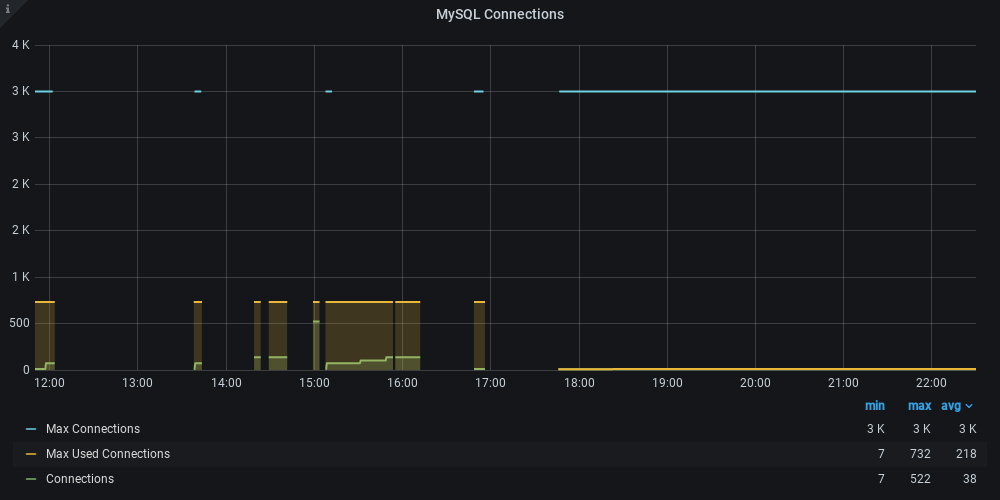 i
MySQL Connections
4 K
3 K
3 K
2 K
2 K
1 K
500
0
12:00 13:00 14:00 15:00 16:00 17:00 18:00 19:00 20:00 21:00 22:00
min max avg
Max Connections 3 K 3 K 3 K
Max Used Connections 7 732 218
Connections 7 522 38